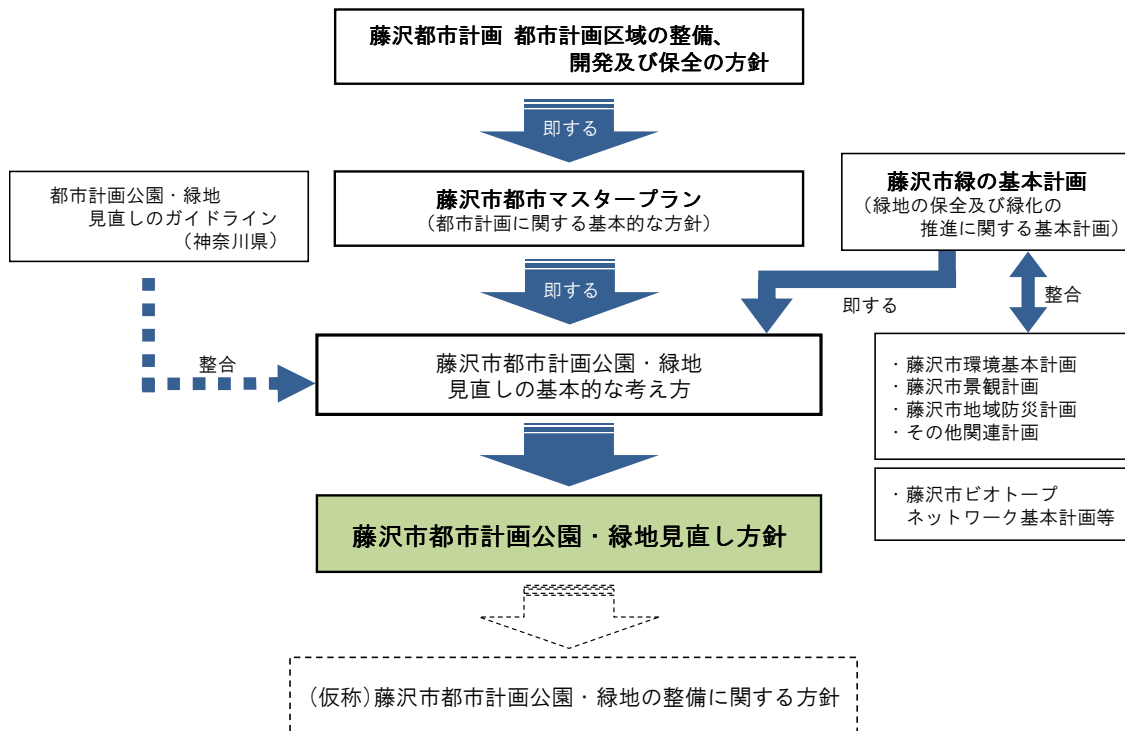 藤沢都市計画 都市計画区域の整備、
開発及び保全の方針
即する
都市計画公園・緑地
見直しのガイドライン
(神奈川県)
藤沢市都市マスタープラン
(都市計画に関する基本的な方針)
藤沢市緑の基本計画
(緑地の保全及び緑化の
推進に関する基本計画)
即する
即する
整合
整合
藤沢市都市計画公園・緑地
見直しの基本的な考え方
・藤沢市環境基本計画
・藤沢市景観計画
・藤沢市地域防災計画
・その他関連計画
・藤沢市ビオトープ
ネットワーク基本計画等
藤沢市都市計画公園・緑地見直し方針
(仮称)藤沢市都市計画公園・緑地の整備に関する方針